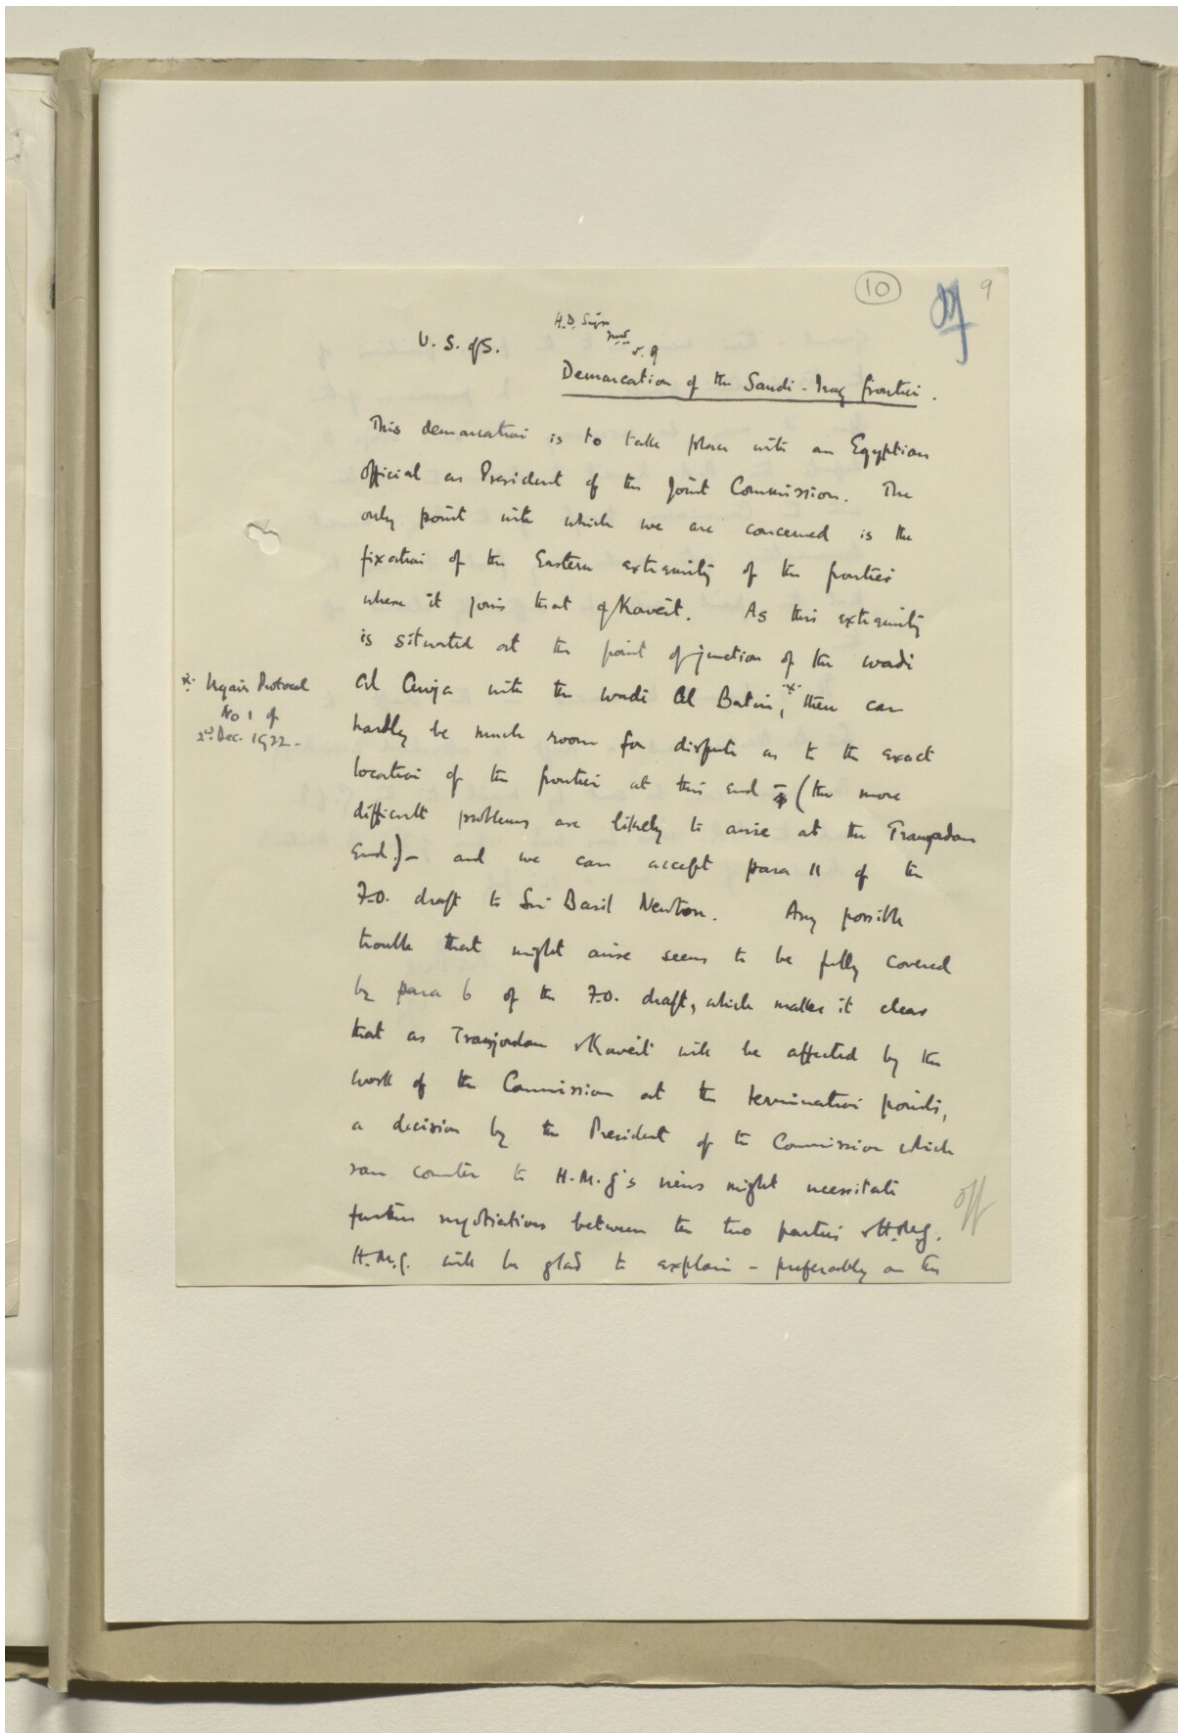 10
9
U. S. of S.
5.9
Demarcation of the Saudi-Iraq frontier.
This demarcation is to take place with an Egyptian
official as President of the Joint Commission. The
only point with which we are concerned is the
fixation of the Eastern extremity of the frontier
where it joins that of Koweit. As this extremity
is situated at the point of junction of the wadi
al Auja with the wadi Al Batin,* there can
* Uqair Protocol
No 1 of
2nd Dec. 1922.
hardly be much room for dispute as to the exact
location of the frontier at this end - (the more
difficult problems are likely to arise at the Transjordan
end) - and we can accept para 11 of the
F.O. draft to Sir Basil Newton. Any possible
trouble that might arise seems to be fully covered
by para 6 of the F.O. draft, which makes it clear
that as Transjordan & Koweit will be affected by the
work of the Commission at the termination points,
a decision by the President of the Commission which
ran counter to H.M.G's views might necessitate
further negotiations between the two parties & H.M.G.
H.M.G. will be glad to explain - preferably on the